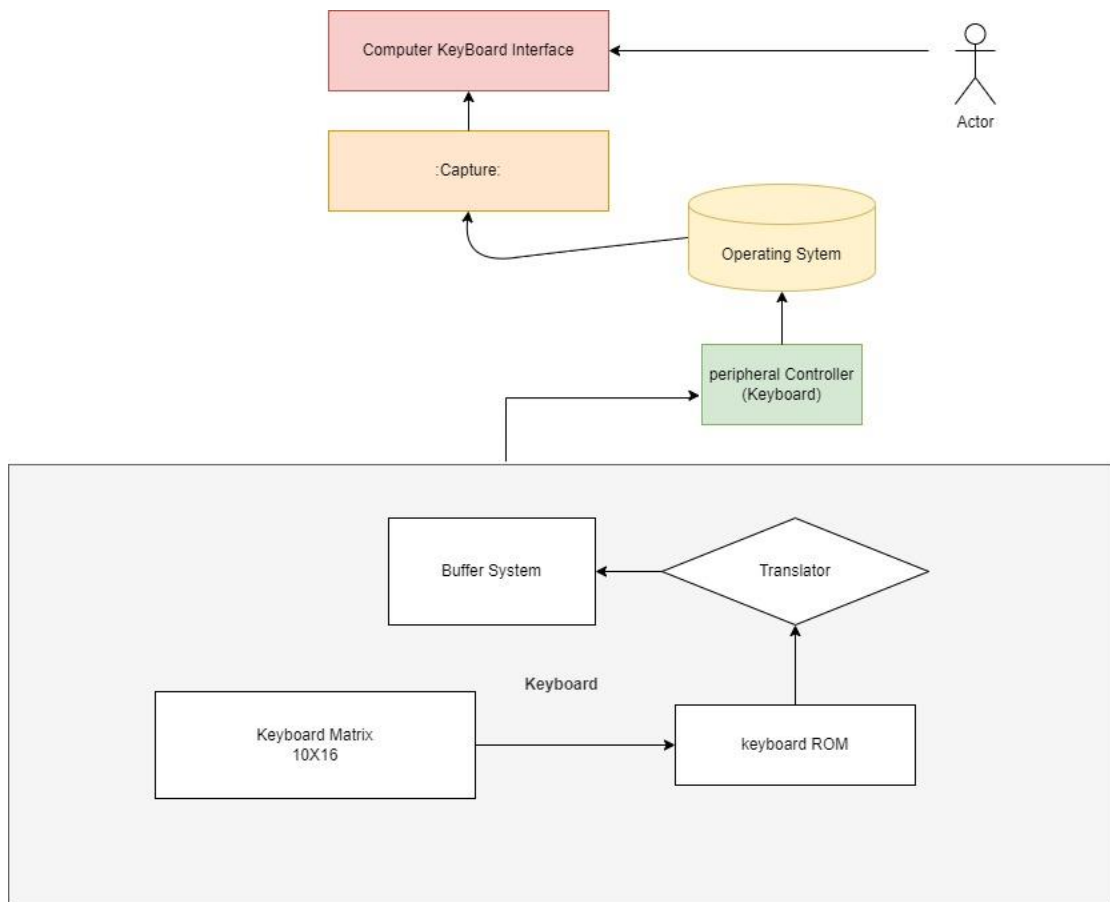 Computer KeyBoard Interface
Actor
:Capture:
Operating Sytem
peripheral Controller
(Keyboard)
Buffer System
Translator
Keyboard
Keyboard Matrix
10X16
keyboard ROM